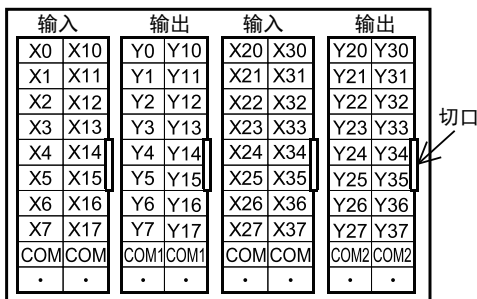 输入 输出 输入 输出
X0 X10 Y0 Y10 X20 X30 Y20 Y30
X1 X11 Y1 Y11 X21 X31 Y21 Y31
X2 X12 Y2 Y12 X22 X32 Y22 Y32
X3 X13 Y3 Y13 X23 X33 Y23 Y33
切口
X4 X14 Y4 Y14 X24 X34 Y24 Y34
X5 X15 Y5 Y15 X25 X35 Y25 Y35
X6 X16 Y6 Y16 X26 X36 Y26 Y36
X7 X17 Y7 Y17 X27 X37 Y27 Y37
COM COM COM1 COM1 COM COM COM2 COM2
· · · · · · · ·